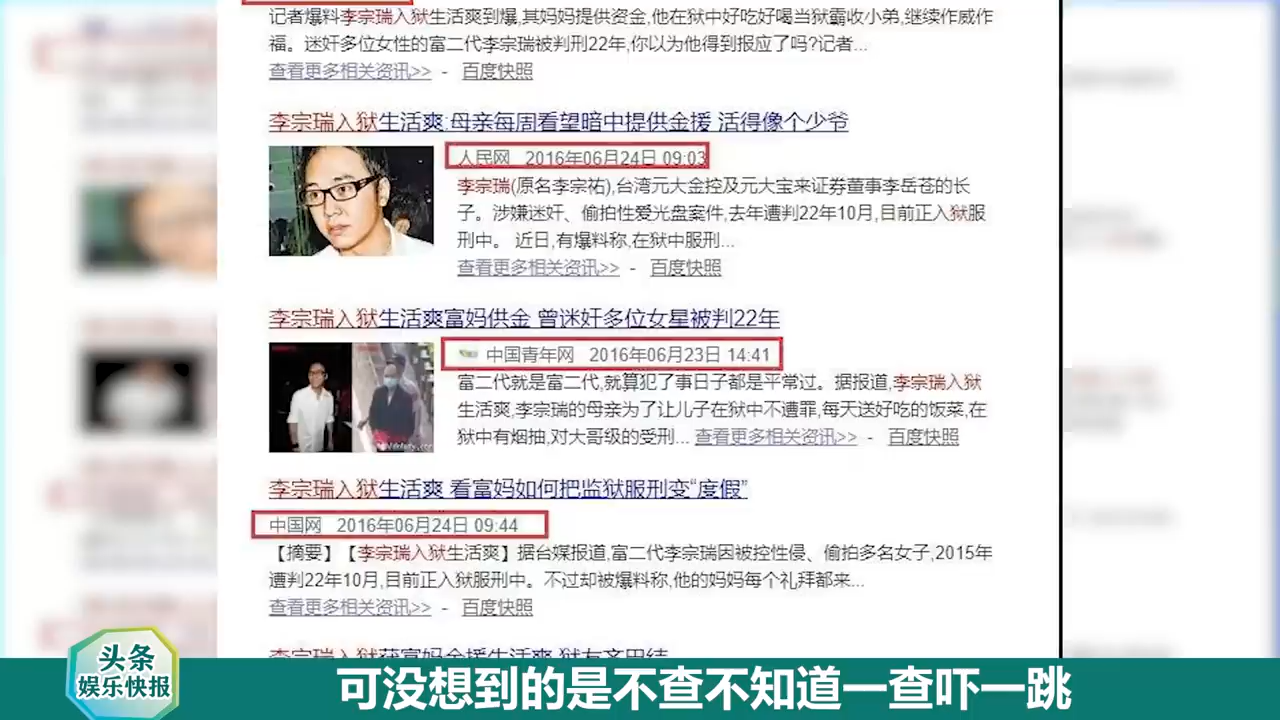 记者爆料李宗瑞入狱生活爽到爆,其妈妈提供资金,他在狱中好吃好喝当狱霸收小弟,继续作威作
福。迷奸多位女性的富二代李宗瑞被判刑22年,你以为他得到报应了吗?记者...
查看更多相关资讯>> - 百度快照
李宗瑞入狱生活爽:母亲每周看望暗中提供金援 活得像个少爷
人民网 2016年06月24日 09:03
李宗瑞(原名李宗祐),台湾元大金控及元大宝来证券董事李岳苍的长
子。涉嫌迷奸、偷拍性爱光盘案件,去年遭判22年10月,目前正入狱服
刑中。 近日,有爆料称,在狱中服刑...
查看更多相关资讯>> - 百度快照
李宗瑞入狱生活爽富妈供金 曾迷奸多位女星被判22年
中国青年网 2016年06月23日 14:41
富二代就是富二代,就算犯了事日子都是平常过。据报道,李宗瑞入狱
生活爽,李宗瑞的母亲为了让儿子在狱中不遭罪,每天送好吃的饭菜,在
狱中有烟抽,对大哥级的受刑... 查看更多相关资讯>> - 百度快照
李宗瑞入狱生活爽 看富妈如何把监狱服刑变“度假”
中国网 2016年06月24日 09:44
【摘要】【李宗瑞入狱生活爽】据台媒报道,富二代李宗瑞因被控性侵、偷拍多名女子,2015年
遭判22年10月,目前正入狱服刑中。不过却被爆料称,他的妈妈每个礼拜都来...
查看更多相关资讯>> - 百度快照
头条
娱乐快报
可没想到的是不查不知道一查吓一跳